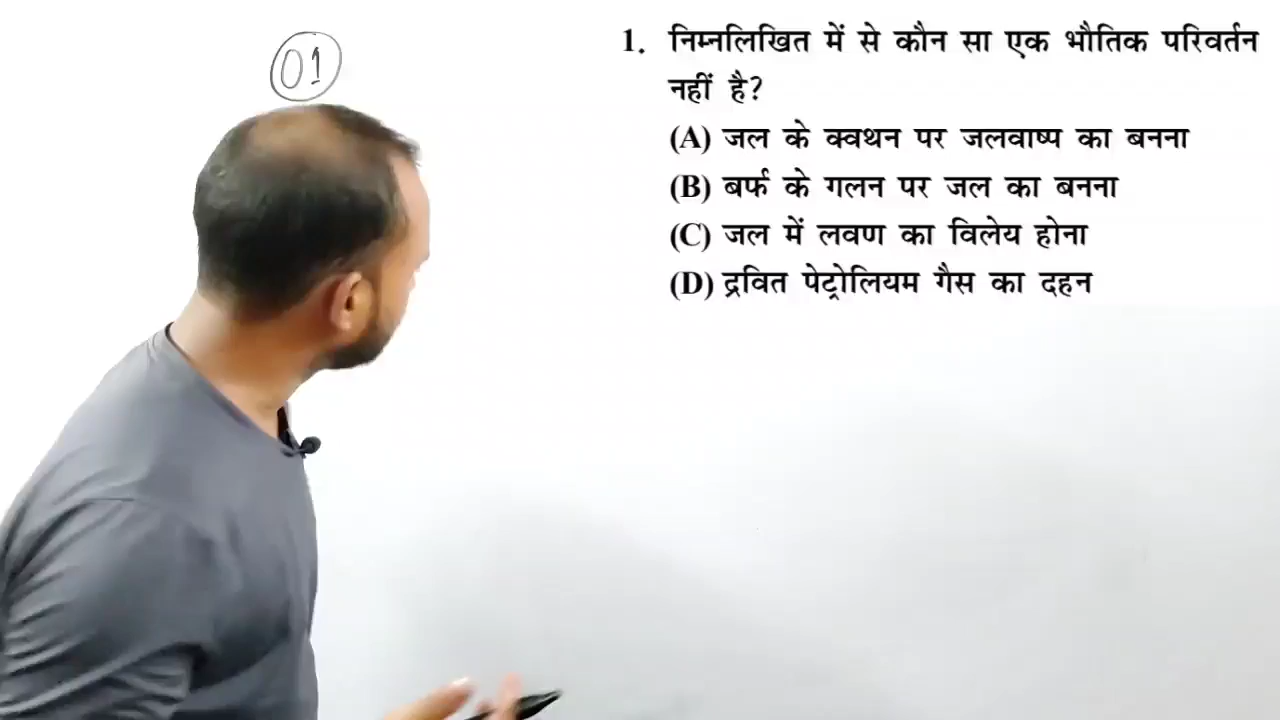 01
1. निम्नलिखित में से कौन सा एक भौतिक परिवर्तन
नहीं है?
(A) जल के क्वथन पर जलवाष्प का बनना
(B) बर्फ के गलन पर जल का बनना
(C) जल में लवण का विलेय होना
(D) द्रवित पेट्रोलियम गैस का दहन